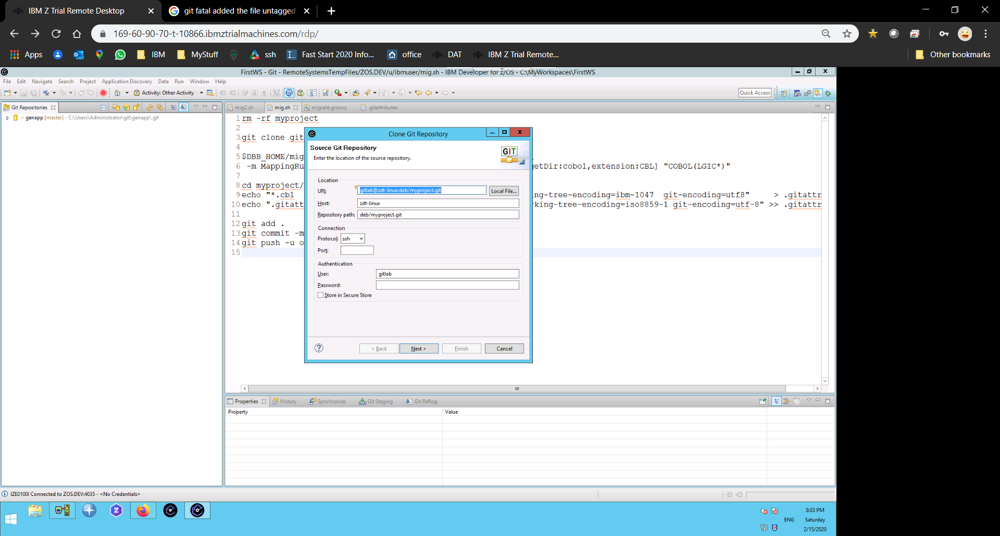 IBM Z Trial Remote Desktop
git fatal added the file untagged
169-60-90-70-t-10866.ibmztrialmachines.com/rdp/
Apps
IBM
MyStuff
ssh
Fast Start 2020 Info...
office
DAT
IBM Z Trial Remote...
Other bookmarks
FirstWS - Git - RemoteSystemsTempFiles/ZOS.DEV/u/ibmuser/mig.sh - IBM Developer for z/OS - C:\MyWorkspaces\FirstWS
File Edit Navigate Search Project Application Discovery Data Run Window Help
Activity: Other Activity
Quick Access
Git Repositories
mig2.sh
mig.sh
migrate.groovy
.gitattributes
> genapp [master] - C:\Users\Administrator\git\genapp\.git
1 rm -rf myproject
2
3 git clone git
4
5 $DBB_HOME/mig
6 -m MappingRu etDir:cobol,extension:CBL] "COBOL(LGIC*)"
7
8 cd myproject/
9 echo "*.cbl ng-tree-encoding=ibm-1047 git-encoding=utf8" > .gitattr
10 echo ".gitatt king-tree-encoding=iso8859-1 git-encoding=utf-8" >> .gitattr
11
12 git add .
13 git commit -m
14 git push -u o
15
Clone Git Repository
Source Git Repository
Enter the location of the source repository.
GIT
Location
URI: gitlab@zdt-linux:deb/myproject.git Local File...
Host: zdt-linux
Repository path: deb/myproject.git
Connection
Protocol: ssh
Port:
Authentication
User: gitlab
Password:
Store in Secure Store
< Back
Next >
Finish
Cancel
Properties
History
Synchronize
Git Staging
Git Reflog
Property
Value
IZE0100I Connected to ZOS.DEV:4035 - <No Credentials>
8:03 PM
ENG
Saturday
2/15/2020